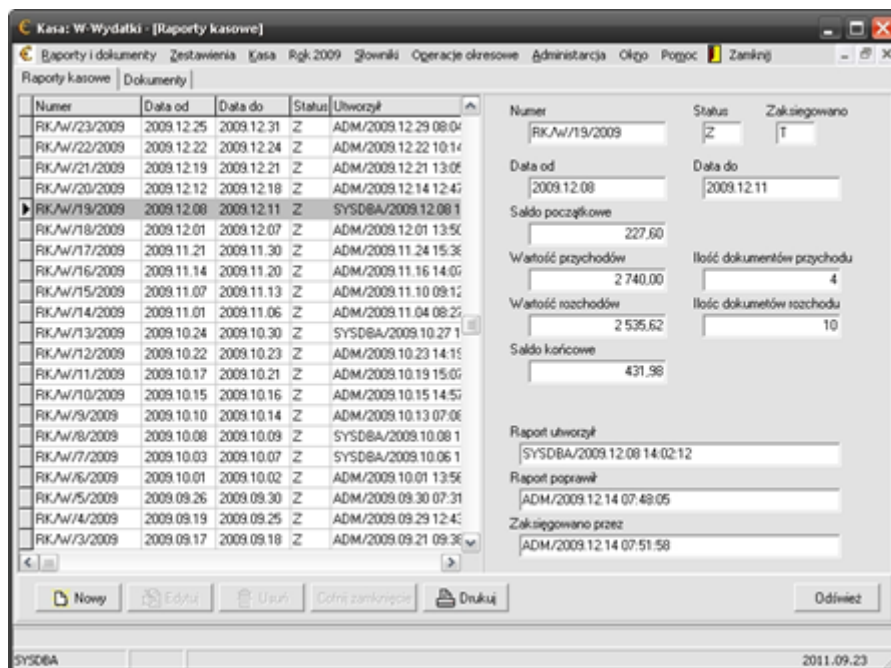 Kasa: W-Wydatki - [Raporty kasowe]
Raporty i dokumenty Zestawienia Kasa Rok 2009 Słowniki Operacje okresowe Administarcja Okno Pomoc Zamknij
Raporty kasowe Dokumenty
Numer Data od Data do Status Utworzył
RK/W/23/2009 2009.12.25 2009.12.31 Z ADM/2009.12.29 08:04
RK/W/22/2009 2009.12.22 2009.12.24 Z ADM/2009.12.22 10:14
RK/W/21/2009 2009.12.19 2009.12.21 Z ADM/2009.12.21 13:05
RK/W/20/2009 2009.12.12 2009.12.18 Z ADM/2009.12.14 12:47
RK/W/19/2009 2009.12.08 2009.12.11 Z SYSDBA/2009.12.08 1
RK/W/18/2009 2009.12.01 2009.12.07 Z ADM/2009.12.01 13:50
RK/W/17/2009 2009.11.21 2009.11.30 Z ADM/2009.11.24 15:38
RK/W/16/2009 2009.11.14 2009.11.20 Z ADM/2009.11.16 14:07
RK/W/15/2009 2009.11.07 2009.11.13 Z ADM/2009.11.10 09:12
RK/W/14/2009 2009.11.01 2009.11.06 Z ADM/2009.11.04 08:27
RK/W/13/2009 2009.10.24 2009.10.30 Z SYSDBA/2009.10.27 1
RK/W/12/2009 2009.10.22 2009.10.23 Z ADM/2009.10.23 14:19
RK/W/11/2009 2009.10.17 2009.10.21 Z ADM/2009.10.19 15:07
RK/W/10/2009 2009.10.15 2009.10.16 Z ADM/2009.10.15 14:57
RK/W/9/2009 2009.10.10 2009.10.14 Z ADM/2009.10.13 07:08
RK/W/8/2009 2009.10.08 2009.10.09 Z SYSDBA/2009.10.08 1
RK/W/7/2009 2009.10.03 2009.10.07 Z SYSDBA/2009.10.06 1
RK/W/6/2009 2009.10.01 2009.10.02 Z ADM/2009.10.01 13:56
RK/W/5/2009 2009.09.26 2009.09.30 Z ADM/2009.09.30 07:31
RK/W/4/2009 2009.09.19 2009.09.25 Z ADM/2009.09.29 12:43
RK/W/3/2009 2009.09.17 2009.09.18 Z ADM/2009.09.21 09:38
Numer Status Zaksiegowano
RK/W/19/2009 Z T
Data od Data do
2009.12.08 2009.12.11
Saldo początkowe
227,60
Wartość przychodów Ilość dokumentów przychodu
2 740,00 4
Wartość rozchodów Ilośc dokumetów rozchodu
2 535,62 10
Saldo końcowe
431,98
Raport utworzył
SYSDBA/2009.12.08 14:02:12
Raport poprawił
ADM/2009.12.14 07:48:05
Zaksięgowano przez
ADM/2009.12.14 07:51:58
Nowy Edytuj Usuń Cofnij zamknięcie Drukuj Odśwież
SYSDBA 2011.09.23